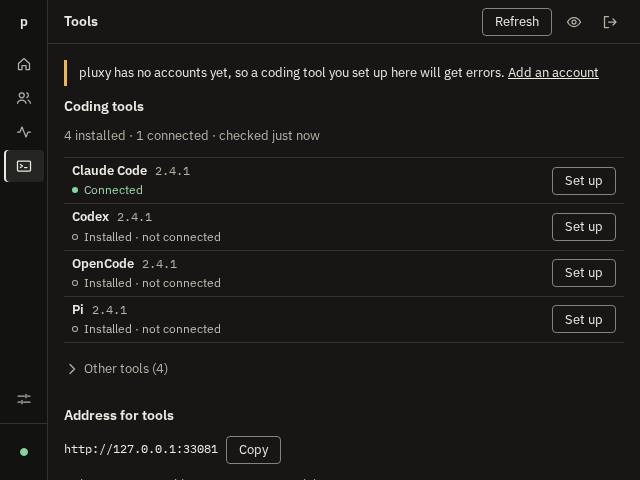 p
Tools
Refresh
pluxy has no accounts yet, so a coding tool you set up here will get errors. Add an account
Coding tools
4 installed · 1 connected · checked just now
Claude Code 2.4.1
Connected
Set up
Codex 2.4.1
Installed · not connected
Set up
OpenCode 2.4.1
Installed · not connected
Set up
Pi 2.4.1
Installed · not connected
Set up
Other tools (4)
Address for tools
http://127.0.0.1:33081
Copy